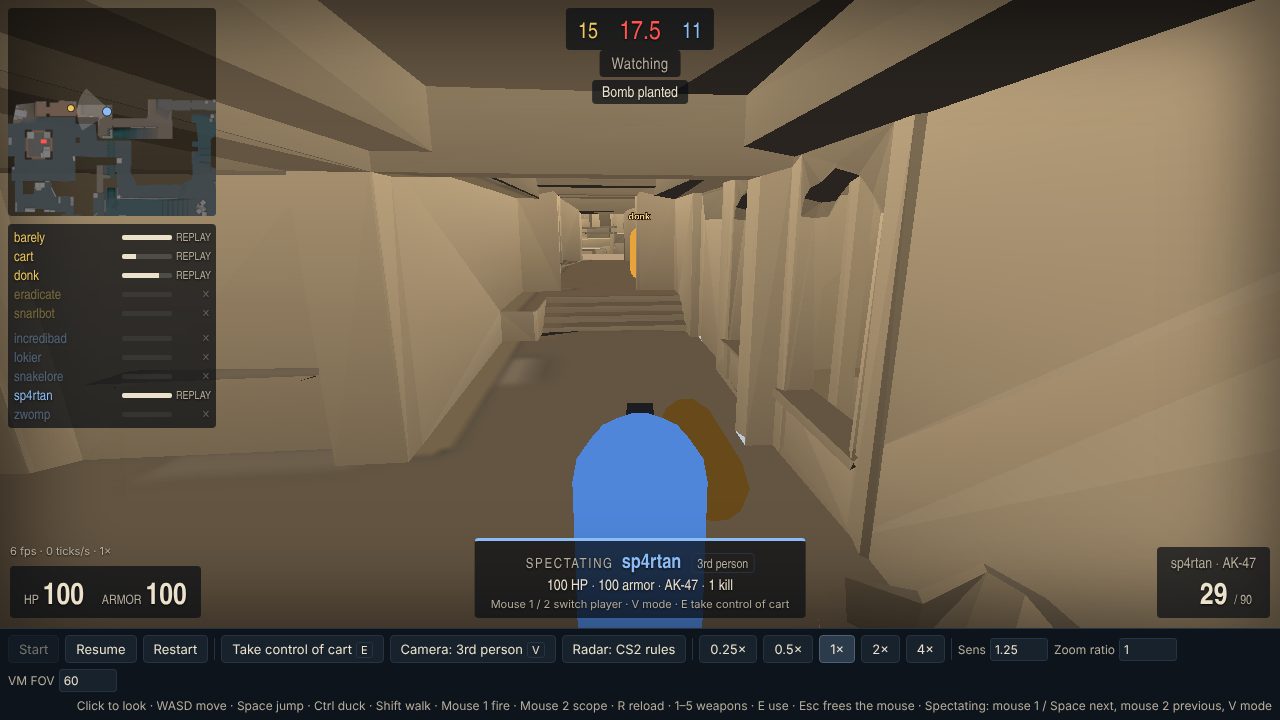 15 17.5 11
Watching
Bomb planted
donk
barely REPLAY
cart REPLAY
donk REPLAY
eradicate ×
snarlbot ×
incredibad ×
lokier ×
snakelore ×
sp4rtan REPLAY
zwomp ×
6 fps · 0 ticks/s · 1×
HP 100 ARMOR 100
SPECTATING sp4rtan 3rd person
100 HP · 100 armor · AK-47 · 1 kill
Mouse 1 / 2 switch player · V mode · E take control of cart
sp4rtan · AK-47
29 / 90
Start Resume Restart Take control of cart E Camera: 3rd person V Radar: CS2 rules 0.25× 0.5× 1× 2× 4× Sens 1.25 Zoom ratio 1
VM FOV 60
Click to look · WASD move · Space jump · Ctrl duck · Shift walk · Mouse 1 fire · Mouse 2 scope · R reload · 1–5 weapons · E use · Esc frees the mouse · Spectating: mouse 1 / Space next, mouse 2 previous, V mode